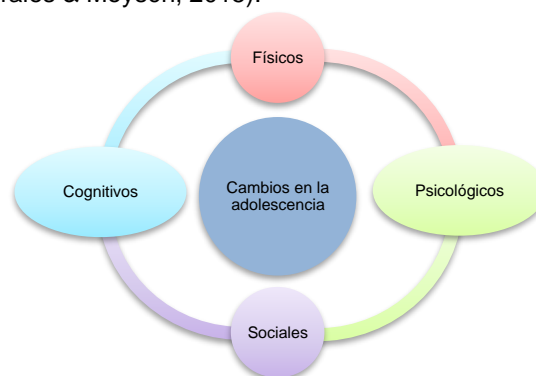 Físicos
Cognitivos
Cambios en la
adolescencia
Psicológicos
Sociales